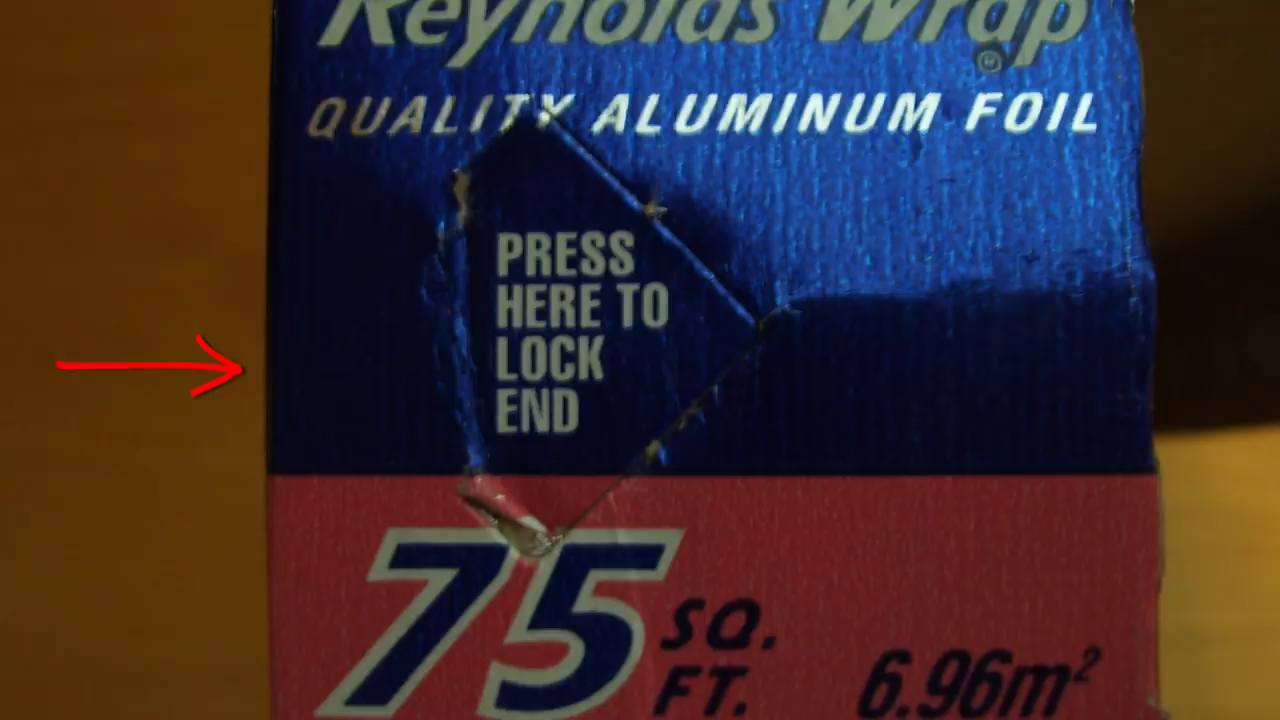 Reynolds Wrap®
QUALITY ALUMINUM FOIL
PRESS
HERE TO
LOCK
END
75 SQ. FT.
6.96m²